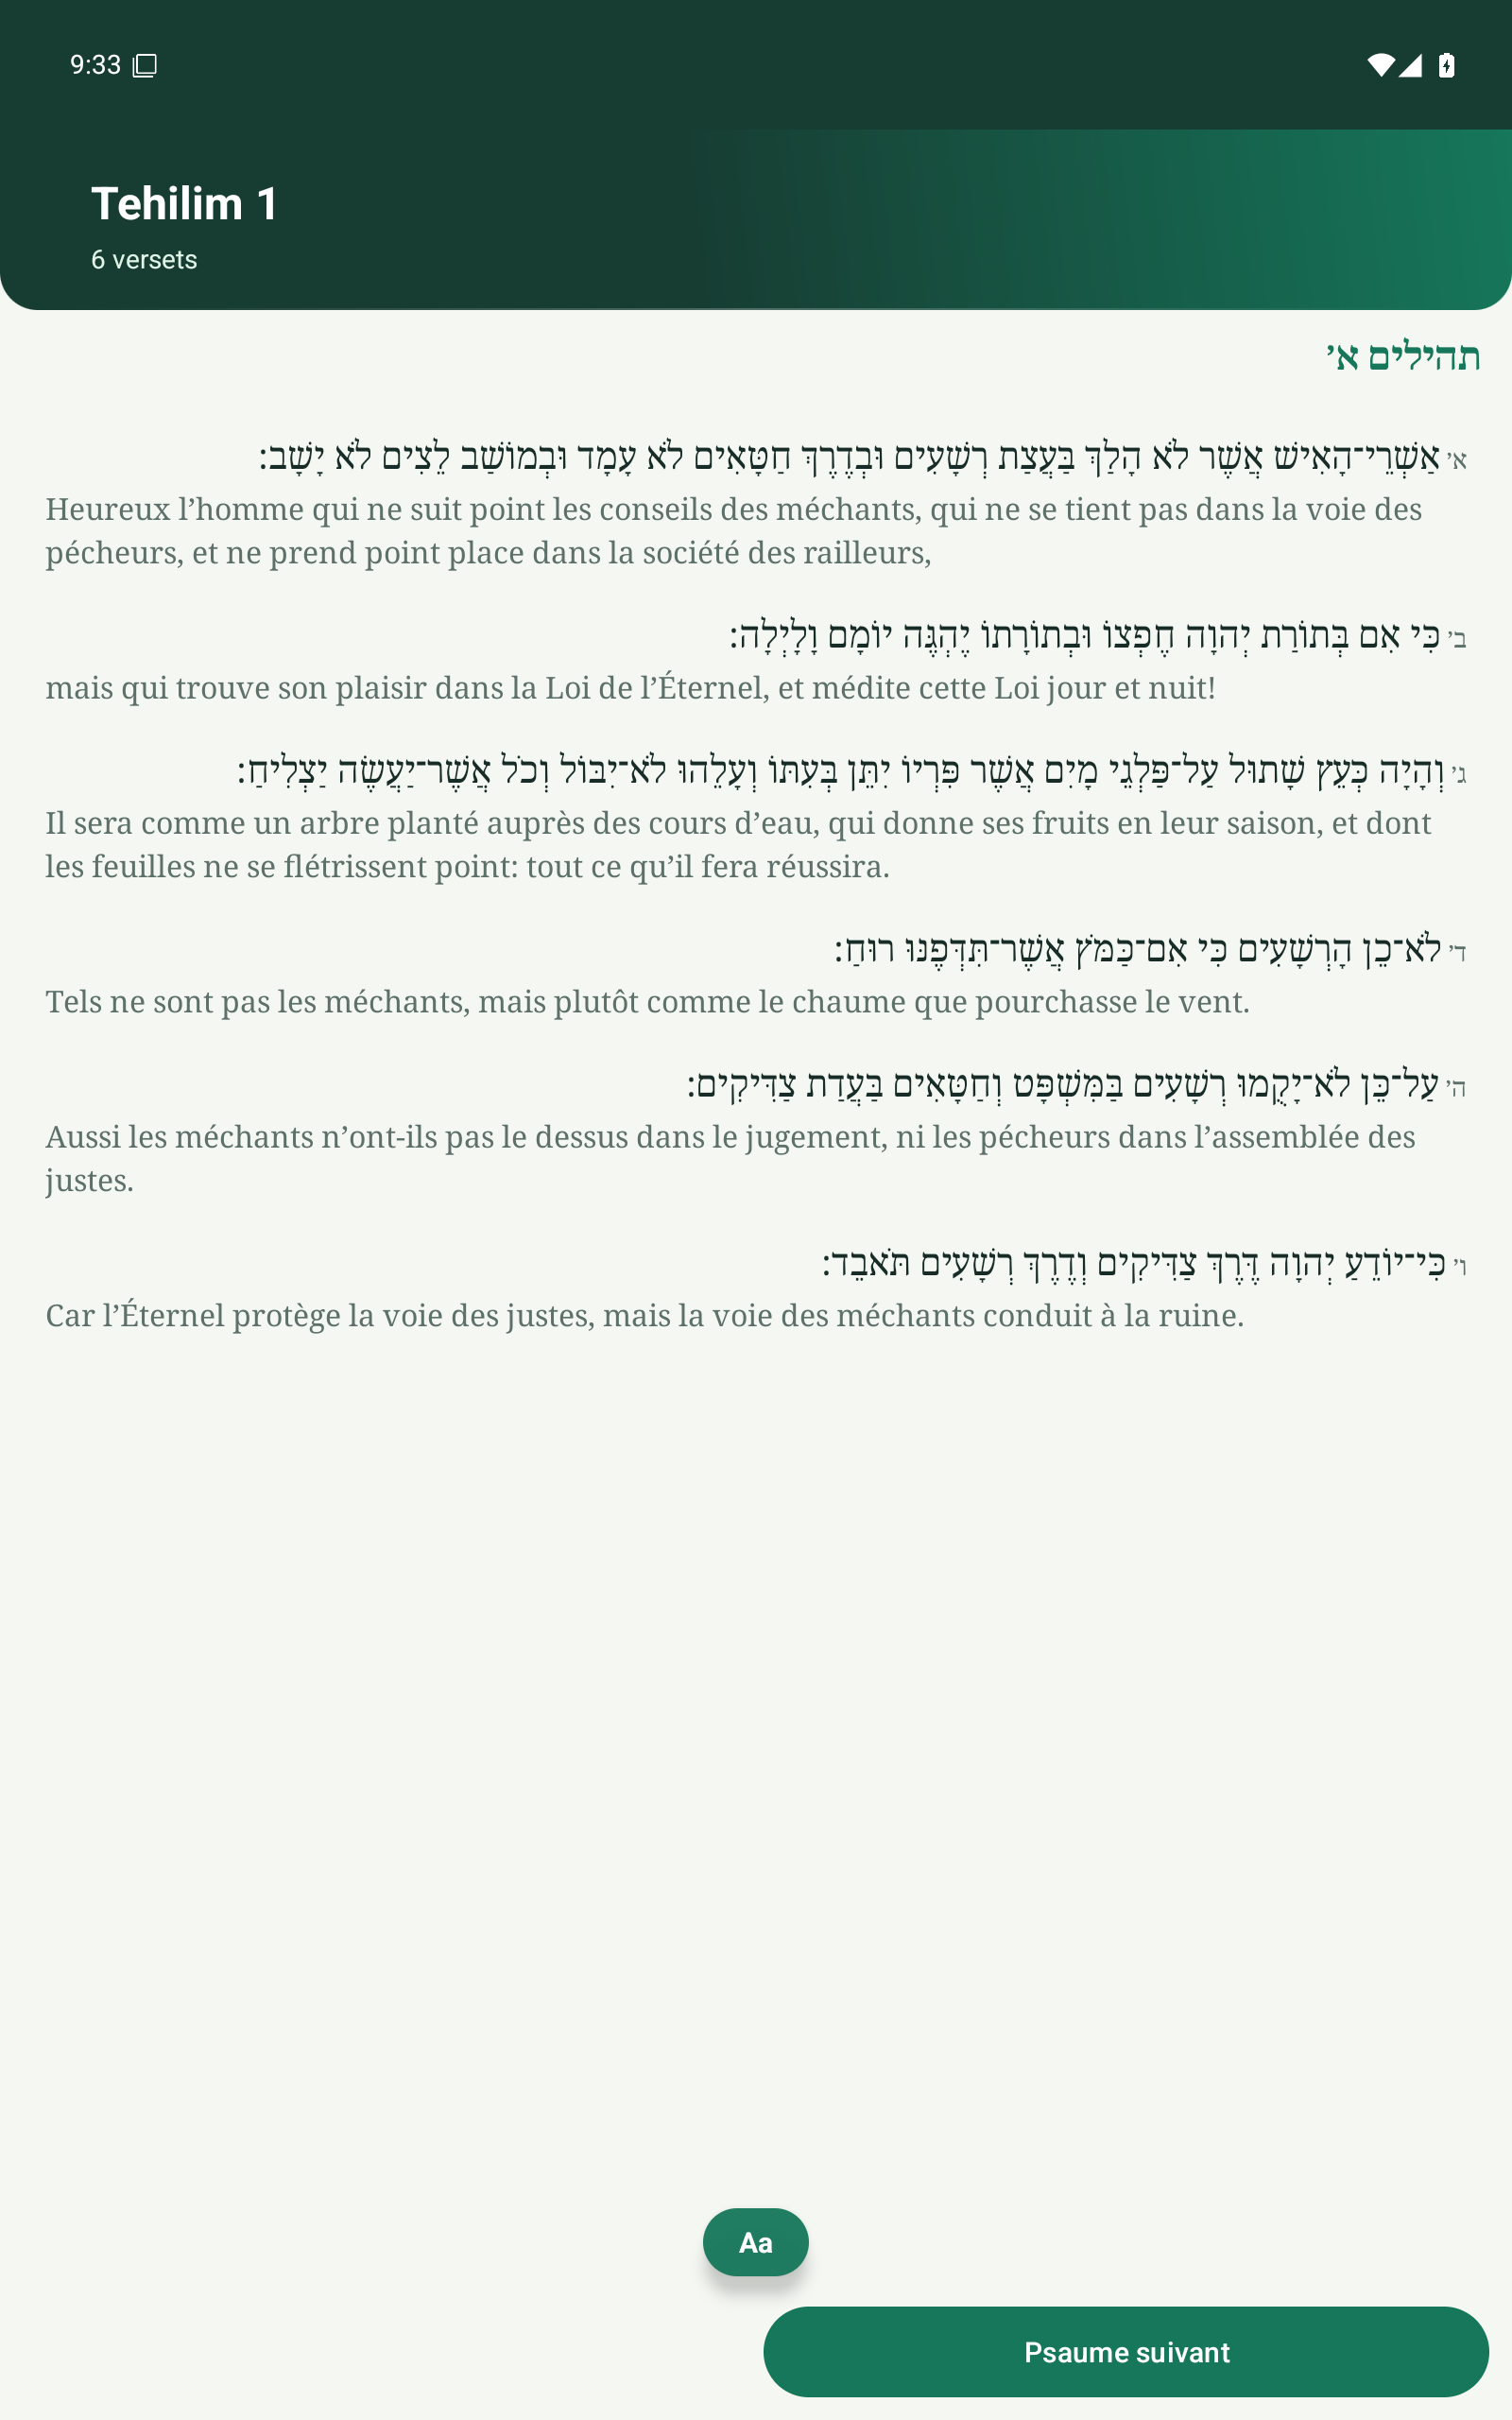 9:33
Tehilim 1
6 versets
תהילים א׳
א׳ אַשְׁרֵי־הָאִישׁ אֲשֶׁר לֹא הָלַךְ בַּעֲצַת רְשָׁעִים וּבְדֶרֶךְ חַטָּאִים לֹא עָמָד וּבְמוֹשַׁב לֵצִים לֹא יָשָׁב׃
Heureux l’homme qui ne suit point les conseils des méchants, qui ne se tient pas dans la voie des
pécheurs, et ne prend point place dans la société des railleurs,
ב׳ כִּי אִם בְּתוֹרַת יְהוָה חֶפְצוֹ וּבְתוֹרָתוֹ יֶהְגֶּה יוֹמָם וָלָיְלָה׃
mais qui trouve son plaisir dans la Loi de l’Éternel, et médite cette Loi jour et nuit!
ג׳ וְהָיָה כְּעֵץ שָׁתוּל עַל־פַּלְגֵי מָיִם אֲשֶׁר פִּרְיוֹ יִתֵּן בְּעִתּוֹ וְעָלֵהוּ לֹא־יִבּוֹל וְכֹל אֲשֶׁר־יַעֲשֶׂה יַצְלִיחַ׃
Il sera comme un arbre planté auprès des cours d’eau, qui donne ses fruits en leur saison, et dont
les feuilles ne se flétrissent point: tout ce qu’il fera réussira.
ד׳ לֹא־כֵן הָרְשָׁעִים כִּי אִם־כַּמֹּץ אֲשֶׁר־תִּדְּפֶנּוּ רוּחַ׃
Tels ne sont pas les méchants, mais plutôt comme le chaume que pourchasse le vent.
ה׳ עַל־כֵּן לֹא־יָקֻמוּ רְשָׁעִים בַּמִּשְׁפָּט וְחַטָּאִים בַּעֲדַת צַדִּיקִים׃
Aussi les méchants n’ont-ils pas le dessus dans le jugement, ni les pécheurs dans l’assemblée des
justes.
ו׳ כִּי־יוֹדֵעַ יְהוָה דֶּרֶךְ צַדִּיקִים וְדֶרֶךְ רְשָׁעִים תֹּאבֵד׃
Car l’Éternel protège la voie des justes, mais la voie des méchants conduit à la ruine.
Aa
Psaume suivant